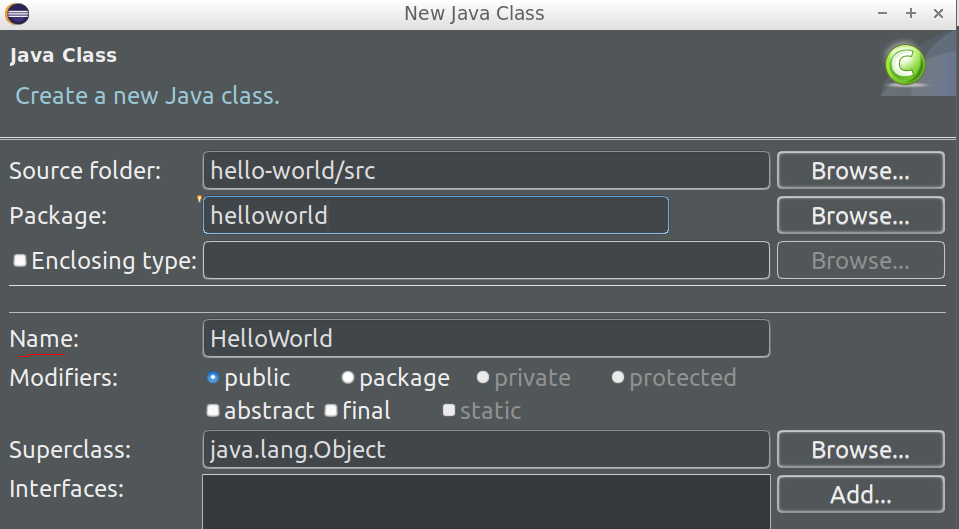 New Java Class
Java Class
Create a new Java class.
Source folder: hello-world/src Browse...
Package: helloworld Browse...
Enclosing type: Browse...
Name: HelloWorld
Modifiers: public package private protected
abstract final static
Superclass: java.lang.Object Browse...
Interfaces: Add...